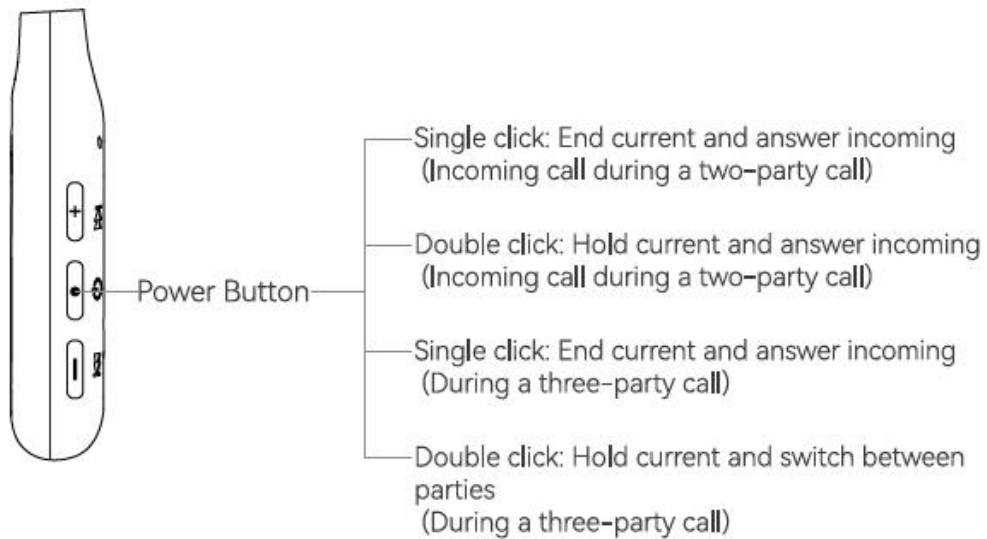 +
Power Button
Single click: End current and answer incoming
(Incoming call during a two-party call)
Double click: Hold current and answer incoming
(Incoming call during a two-party call)
Single click: End current and answer incoming
(During a three-party call)
Double click: Hold current and switch between
parties
(During a three-party call)